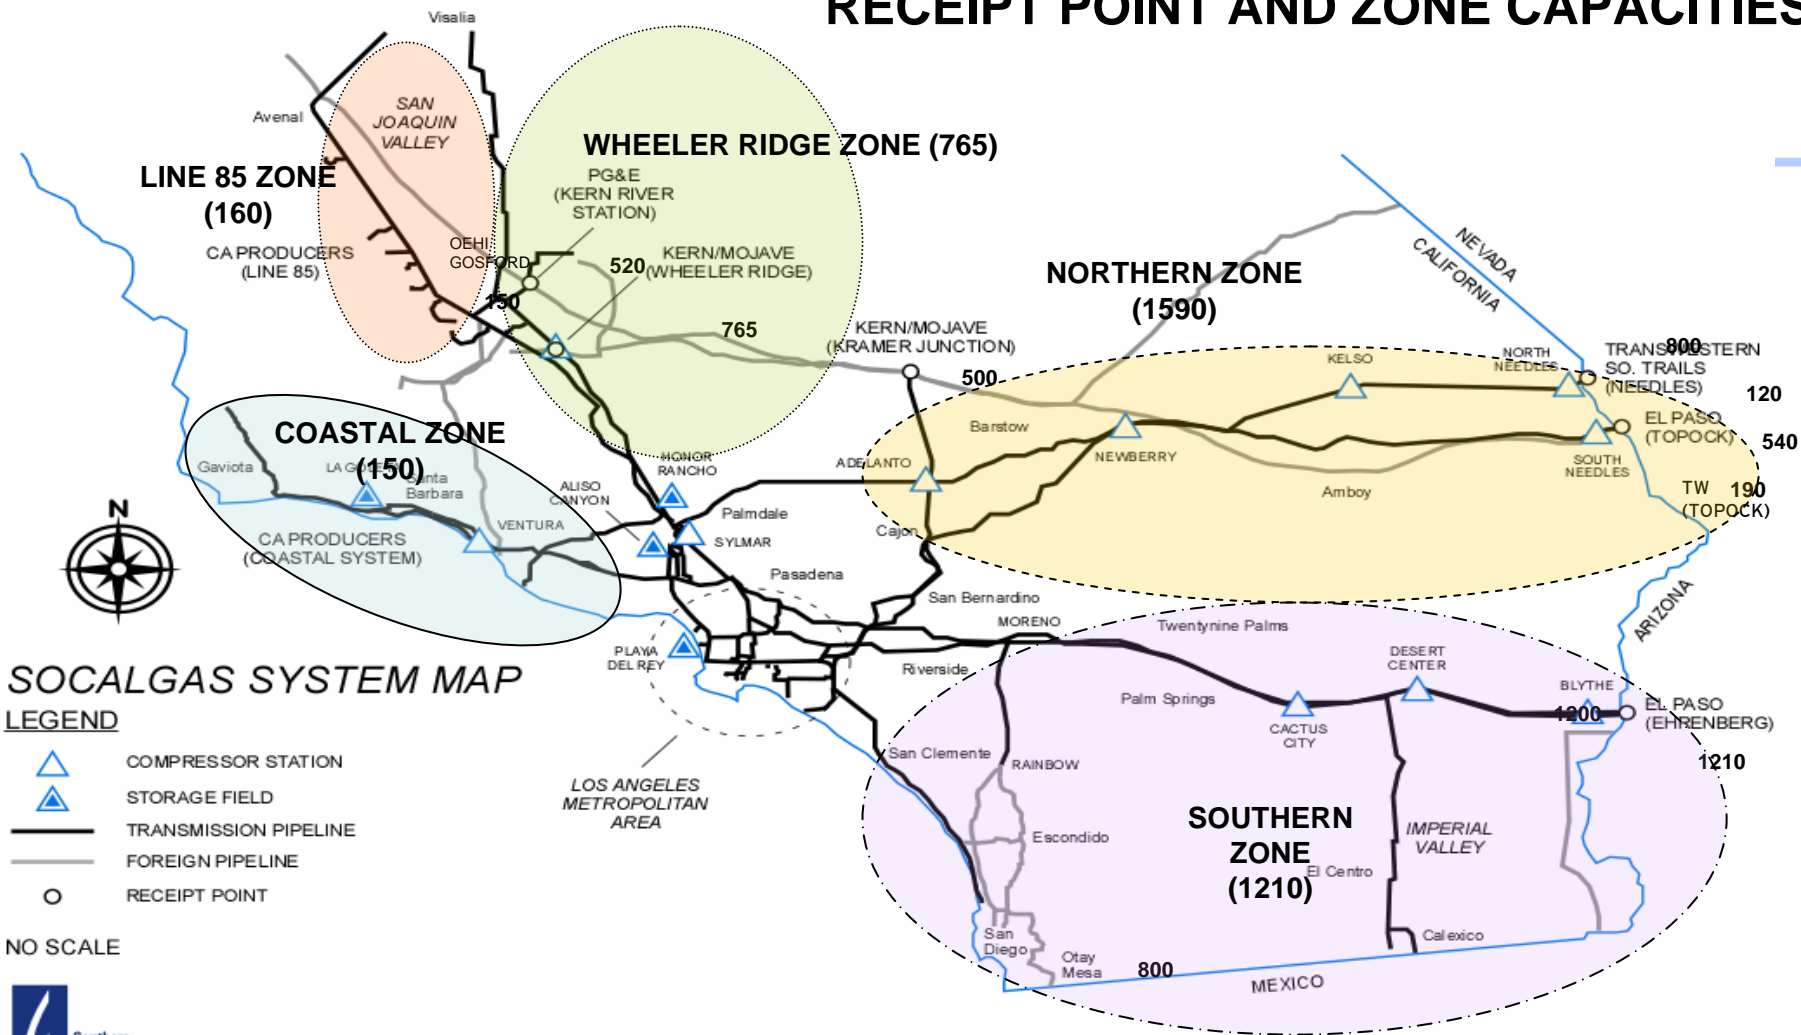 RECEIPT POINT AND ZONE CAPACITIES
Visalia
Avenal
SAN
JOAQUIN
VALLEY
LINE 85 ZONE
(160)
CA PRODUCERS
(LINE 85)
OEHI
GOSFORD
150
WHEELER RIDGE ZONE (765)
PG&E
(KERN RIVER
STATION)
520
KERN/MOJAVE
(WHEELER RIDGE)
765
KERN/MOJAVE
(KRAMER JUNCTION)
500
NORTHERN ZONE
(1590)
NEVADA
CALIFORNIA
KELSO
NORTH
NEEDLES
800
TRANSWESTERN
SO. TRAILS
(NEEDLES)
120
EL PASO
(TOPOCK)
540
SOUTH
NEEDLES
TW
(TOPOCK)
190
Barstow
NEWBERRY
Amboy
ADELANTO
Cajon
COASTAL ZONE
(150)
Gaviota
Santa
Barbara
VENTURA
CA PRODUCERS
(COASTAL SYSTEM)
HONOR
RANCHO
ALISO
CANYON
Palmdale
SYLMAR
Pasadena
San Bernardino
MORENO
Riverside
PLAYA
DEL REY
LOS ANGELES
METROPOLITAN
AREA
N
ARIZONA
Twentynine Palms
Palm Springs
CACTUS
CITY
DESERT
CENTER
BLYTHE
1200
EL PASO
(EHRENBERG)
1210
San Clemente
RAINBOW
Escondido
SOUTHERN
ZONE
(1210)
IMPERIAL
VALLEY
El Centro
San
Diego
Otay
Mesa
800
Calexico
MEXICO
SOCALGAS SYSTEM MAP
LEGEND
COMPRESSOR STATION
STORAGE FIELD
TRANSMISSION PIPELINE
FOREIGN PIPELINE
RECEIPT POINT
NO SCALE